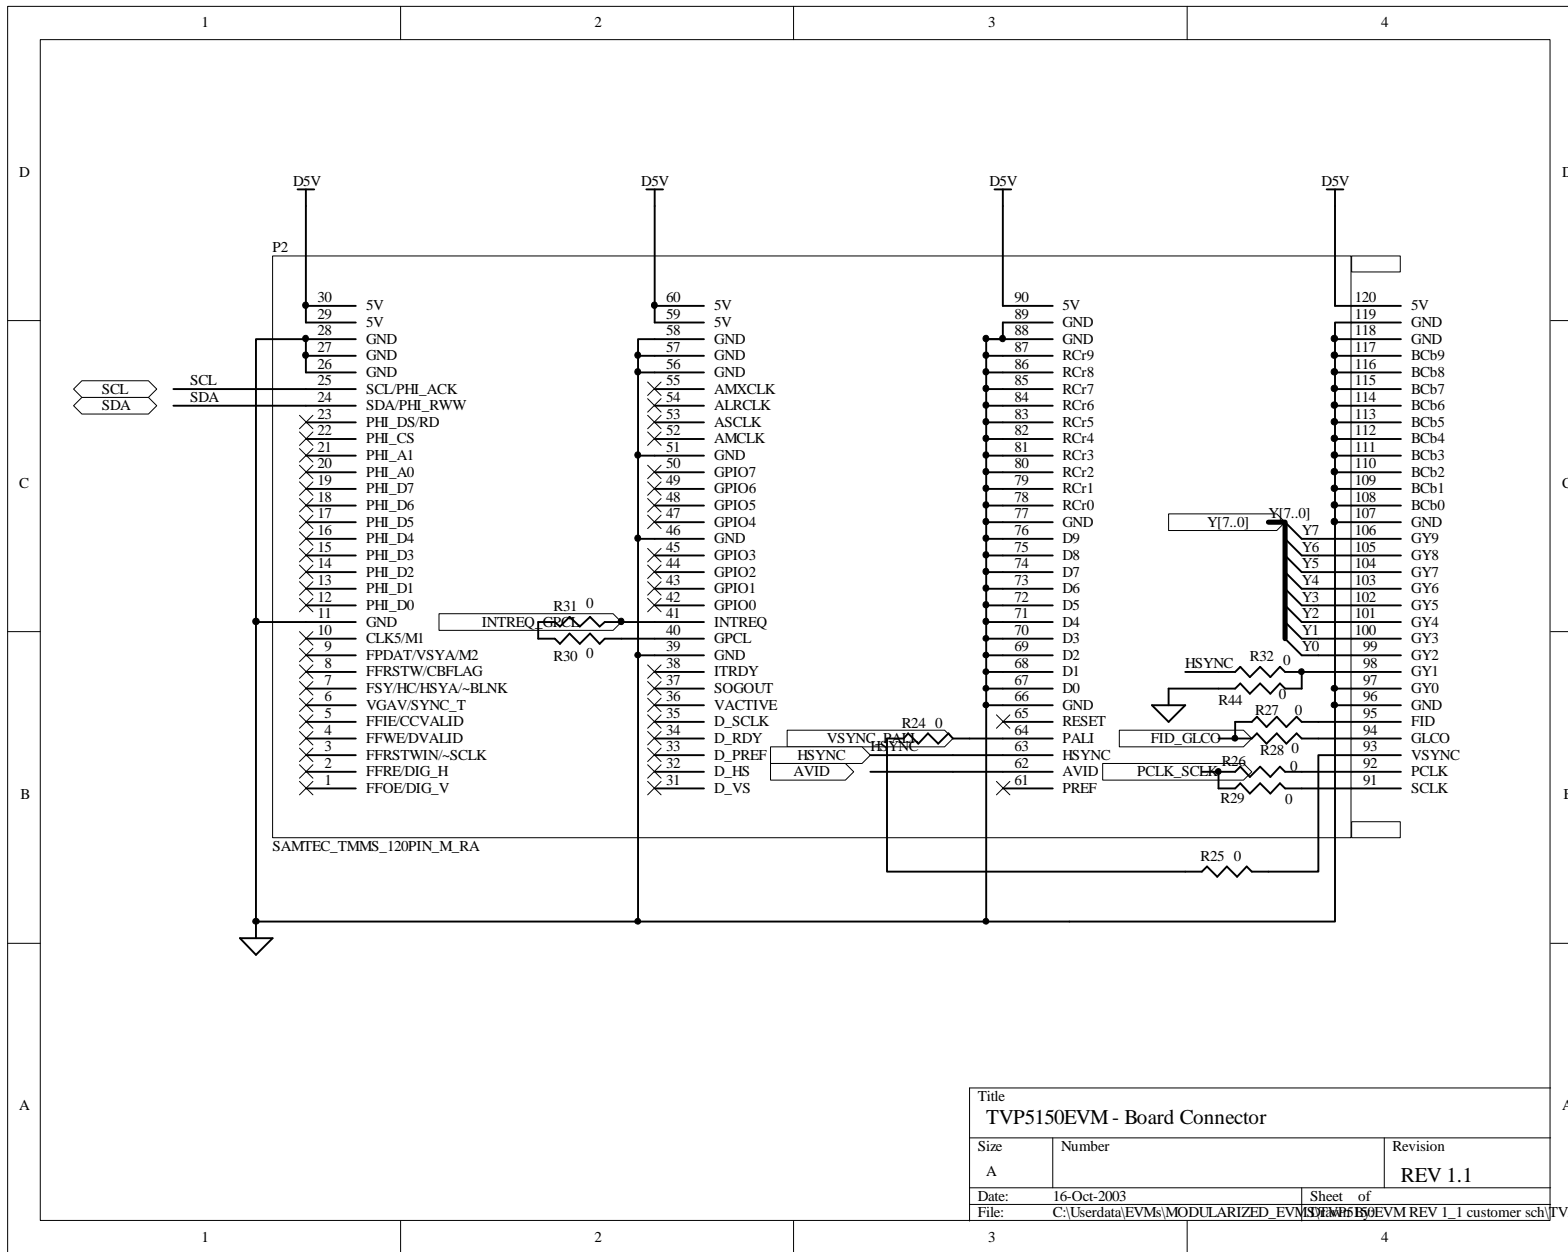 1 2 3 4
D
D5V D5V D5V D5V
P2
30 5V
29 5V
28 GND
27 GND
26 GND
25 SCL/PHI_ACK
24 SDA/PHI_RWW
23 PHI_DS/RD
22 PHI_CS
21 PHI_A1
20 PHI_A0
19 PHI_D7
18 PHI_D6
17 PHI_D5
16 PHI_D4
15 PHI_D3
14 PHI_D2
13 PHI_D1
12 PHI_D0
11 GND
10 CLK5/M1
9 FPDAT/VSYA/M2
8 FFRSTW/CBFLAG
7 FSY/HC/HSYA/~BLNK
6 VGAV/SYNC_T
5 FFIE/CCVALID
4 FFWE/DVALID
3 FFRSTWIN/~SCLK
2 FFRE/DIG_H
1 FFOE/DIG_V
SCL SCL
SDA SDA
60 5V
59 5V
58 GND
57 GND
56 GND
55 AMXCLK
54 ALRCLK
53 ASCLK
52 AMCLK
51 GND
50 GPIO7
49 GPIO6
48 GPIO5
47 GPIO4
46 GND
45 GPIO3
44 GPIO2
43 GPIO1
42 GPIO0
41 INTREQ
40 GPCL
39 GND
38 ITRDY
37 SOGOUT
36 VACTIVE
35 D_SCLK
34 D_RDY
33 D_PREF
32 D_HS
31 D_VS
R31 0
INTREQ_GPCL
R30 0
90 5V
89 GND
88 GND
87 RCr9
86 RCr8
85 RCr7
84 RCr6
83 RCr5
82 RCr4
81 RCr3
80 RCr2
79 RCr1
78 RCr0
77 GND
76 D9
75 D8
74 D7
73 D6
72 D5
71 D4
70 D3
69 D2
68 D1
67 D0
66 GND
65 RESET
64 PALI
63 HSYNC
62 AVID
61 PREF
R24 0
VSYNC_PALI
HSYNC
HSYNC
AVID
120 5V
119 GND
118 GND
117 BCb9
116 BCb8
115 BCb7
114 BCb6
113 BCb5
112 BCb4
111 BCb3
110 BCb2
109 BCb1
108 BCb0
107 GND
106 GY9
105 GY8
104 GY7
103 GY6
102 GY5
101 GY4
100 GY3
99 GY2
98 GY1
97 GY0
96 GND
95 FID
94 GLCO
93 VSYNC
92 PCLK
91 SCLK
Y[7..0] Y[7..0]
Y7
Y6
Y5
Y4
Y3
Y2
Y1
Y0
HSYNC R32 0
R44 0
R27 0
FID_GLCO
R28 0
R26 0
PCLK_SCLK
R29 0
R25 0
SAMTEC_TMMS_120PIN_M_RA
C
B
A
Title
TVP5150EVM - Board Connector
Size Number Revision
A REV 1.1
Date: 16-Oct-2003 Sheet of
File: C:\Userdata\EVMs\MODULARIZED_EVMS\ EVM REV 1_1 customer sch\TV
1 2 3 4